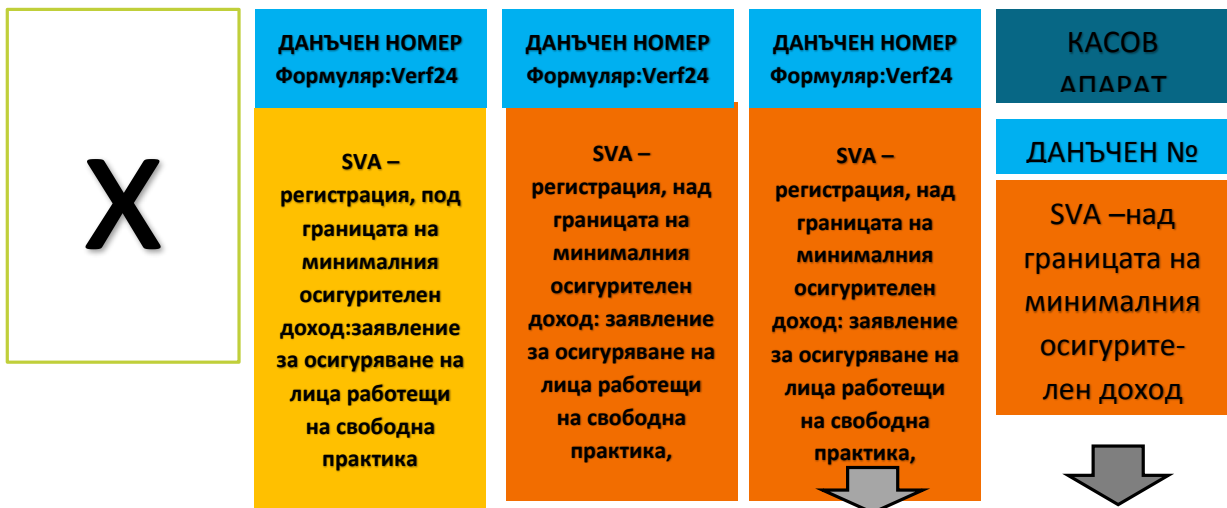 X
ДАНЪЧЕН НОМЕР
Формуляр:Verf24
SVA –
регистрация, под
границата на
минималния
осигурителен
доход:заявление
за осигуряване на
лица работещи
на свободна
практика
ДАНЪЧЕН НОМЕР
Формуляр:Verf24
SVA –
регистрация, над
границата на
минималния
осигурителен
доход: заявление
за осигуряване на
лица работещи
на свободна
практика,
ДАНЪЧЕН НОМЕР
Формуляр:Verf24
SVA –
регистрация, над
границата на
минималния
осигурителен
доход: заявление
за осигуряване на
лица работещи
на свободна
практика,
КАСОВ
АПАРАТ
ДАНЪЧЕН №
SVA –над
границата на
минималния
осигурите-
лен доход